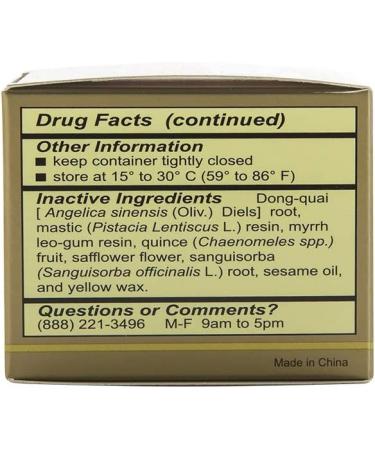 Drug Facts (continued)
Other Information
■ keep container tightly closed
■ store at 15° to 30° C (59° to 86° F)
Inactive Ingredients Dong-quai
[ Angelica sinensis (Oliv.) Diels] root,
mastic (Pistacia Lentiscus L.) resin, myrrh
leo-gum resin, quince (Chaenomeles spp.)
fruit, safflower flower, sanguisorba
(Sanguisorba officinalis L.) root, sesame oil,
and yellow wax.
Questions or Comments?
(888) 221-3496 M-F 9am to 5pm
Made in China